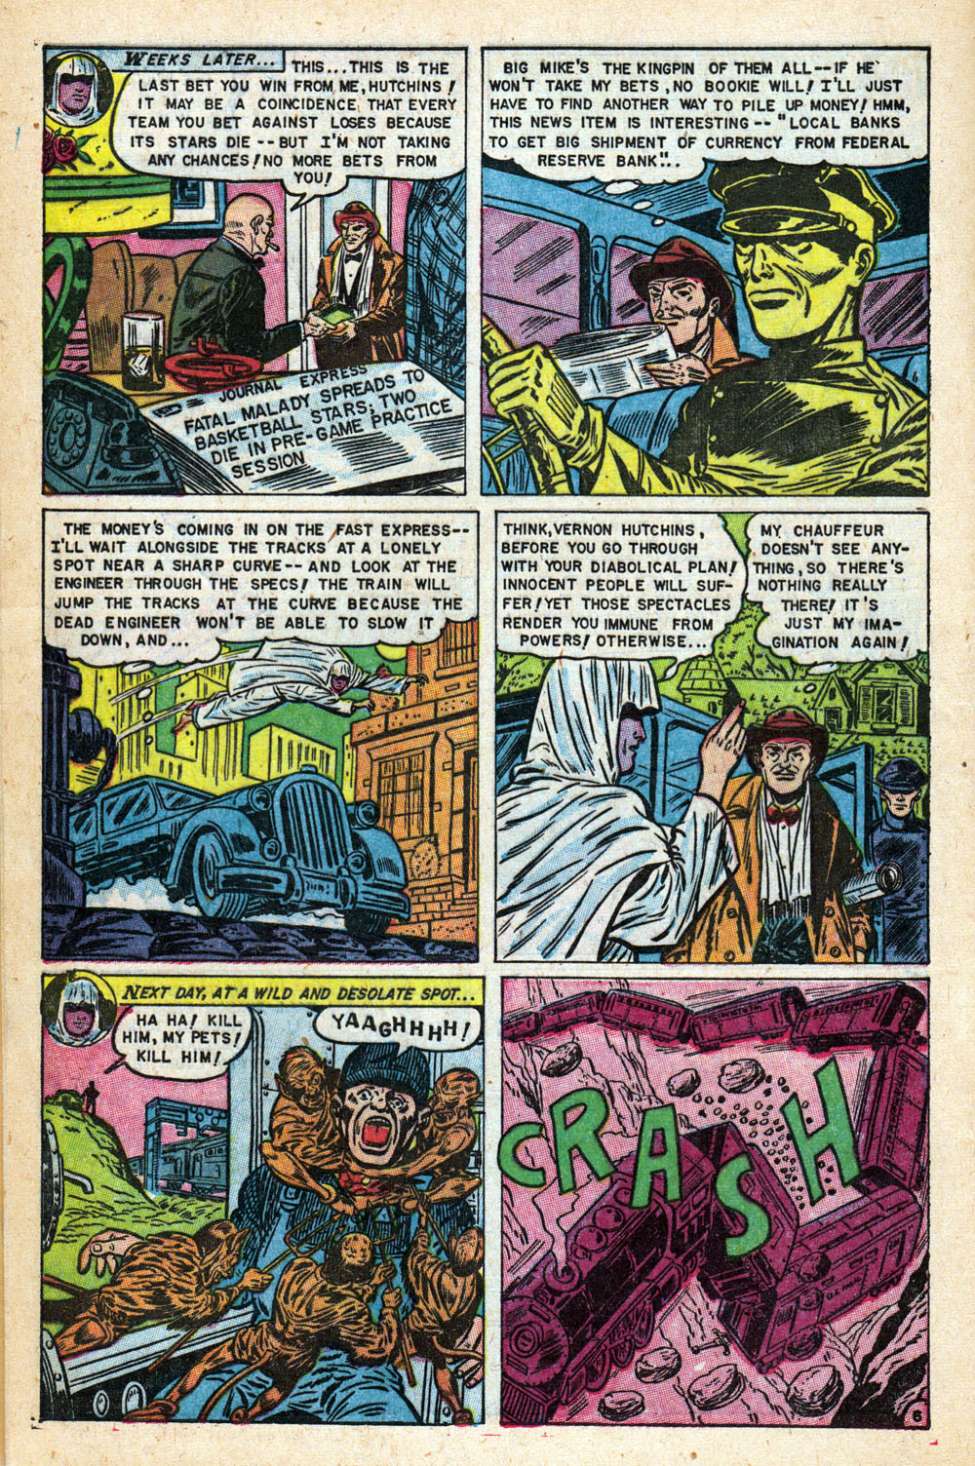 WEEKS LATER...
THIS...THIS IS THE
LAST BET YOU WIN FROM ME, HUTCHINS!
IT MAY BE A COINCIDENCE THAT EVERY
TEAM YOU BET AGAINST LOSES BECAUSE
ITS STARS DIE--BUT I'M NOT TAKING
ANY CHANCES! NO MORE BETS FROM
YOU!
JOURNAL EXPRESS
FATAL MALADY SPREADS TO
BASKETBALL STARS; TWO
DIE IN PRE-GAME PRACTICE
SESSION
BIG MIKE'S THE KINGPIN OF THEM ALL--IF HE
WON'T TAKE MY BETS, NO BOOKIE WILL! I'LL JUST
HAVE TO FIND ANOTHER WAY TO PILE UP MONEY! HMM,
THIS NEWS ITEM IS INTERESTING--"LOCAL BANKS
TO GET BIG SHIPMENT OF CURRENCY FROM FEDERAL
RESERVE BANK"...
THE MONEY'S COMING IN ON THE FAST EXPRESS--
I'LL WAIT ALONGSIDE THE TRACKS AT A LONELY
SPOT NEAR A SHARP CURVE--AND LOOK AT THE
ENGINEER THROUGH THE SPECS! THE TRAIN WILL
JUMP THE TRACKS AT THE CURVE BECAUSE THE
DEAD ENGINEER WON'T BE ABLE TO SLOW IT
DOWN, AND...
THINK, VERNON HUTCHINS,
BEFORE YOU GO THROUGH
WITH YOUR DIABOLICAL PLAN!
INNOCENT PEOPLE WILL SUF-
FER! YET THOSE SPECTACLES
RENDER YOU IMMUNE FROM
POWERS! OTHERWISE...
MY CHAUFFEUR
DOESN'T SEE ANY-
THING, SO THERE'S
NOTHING REALLY
THERE! IT'S
JUST MY IMA-
GINATION AGAIN!
NEXT DAY, AT A WILD AND DESOLATE SPOT...
HA HA! KILL
HIM, MY PETS!
KILL HIM!
YAAGHHHH!
CRASH
6